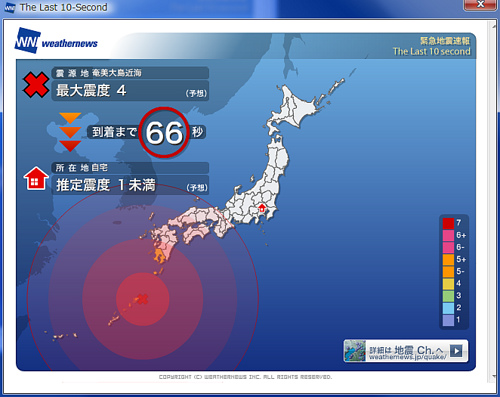 The Last 10-Second
WNI weathernews
緊急地震速報
The Last 10 second
震 源 地 奄美大島近海
最大震度 4 (予想)
到着まで 66 秒
所 在 地 自宅
推定震度 1未満 (予想)
7
6+
6-
5+
5-
4
3
2
1
詳細は 地震 Ch.へ
weathernews.jp/quake/
COPYRIGHT (C) WEATHERNEWS INC. ALL RIGHTS RESERVED.